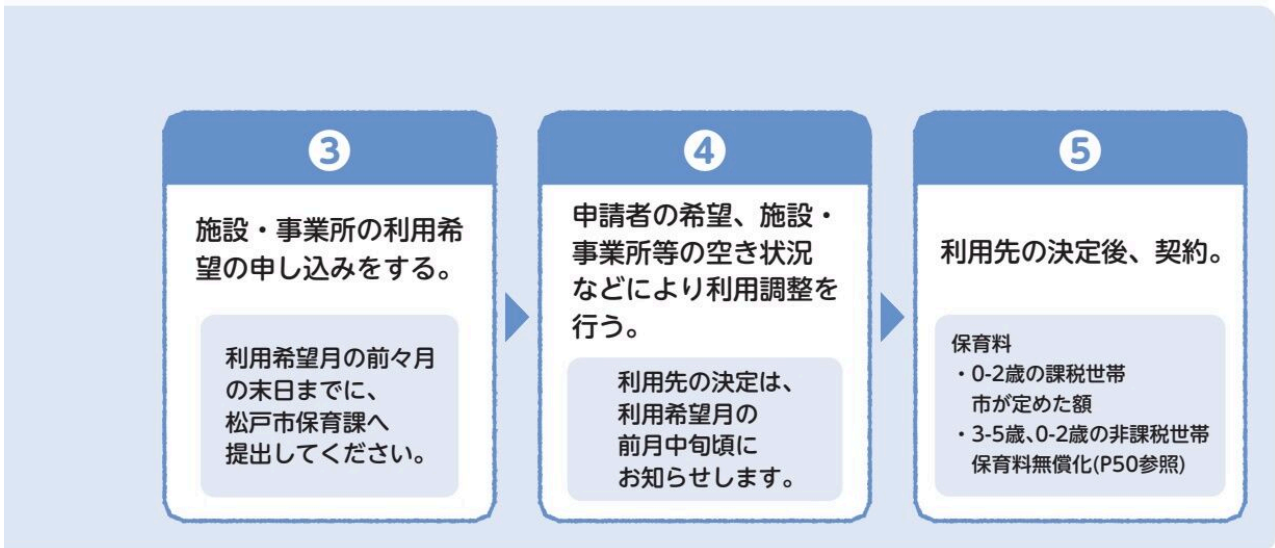 3
施設・事業所の利用希
望の申し込みをする。
利用希望月の前々月
の末日までに、
松戸市保育課へ
提出してください。
4
申請者の希望、施設・
事業所等の空き状況
などにより利用調整を
行う。
利用先の決定は、
利用希望月の
前月中旬頃に
お知らせします。
5
利用先の決定後、契約。
保育料
・0-2歳の課税世帯
市が定めた額
・3-5歳、0-2歳の非課税世帯
保育料無償化(P50参照)